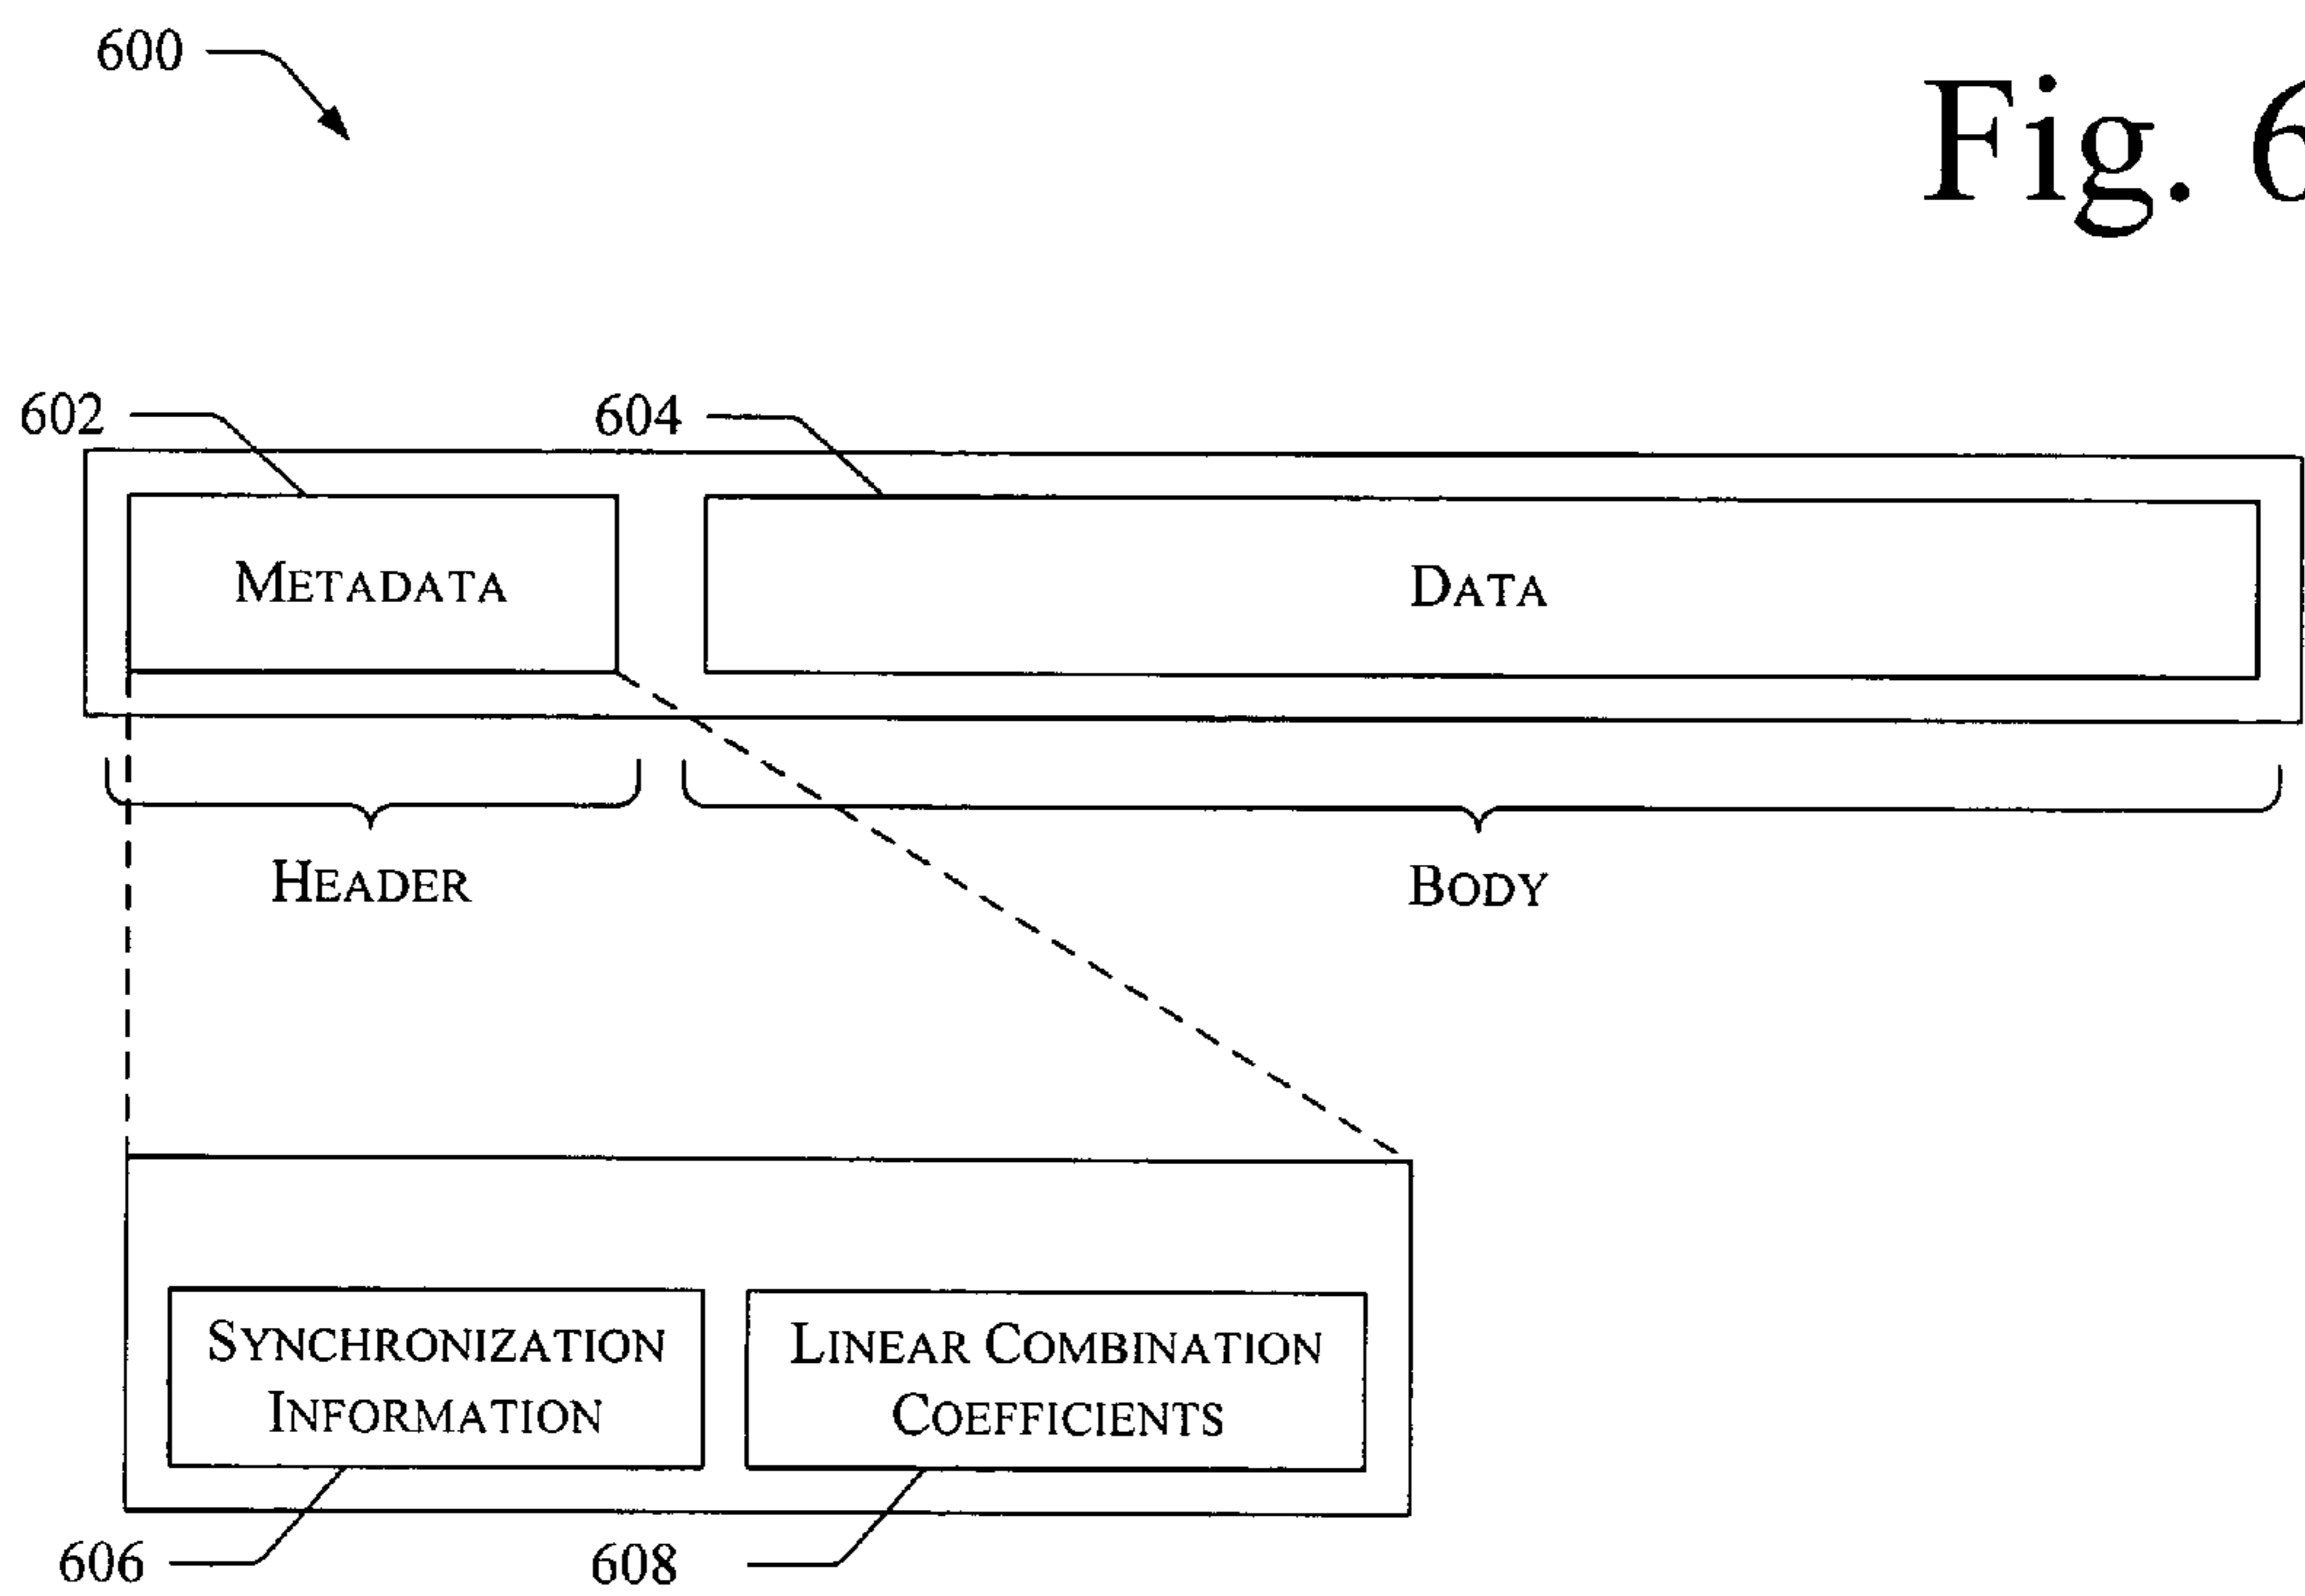 600
Fig. 6
602
604
METADATA
DATA
HEADER
BODY
SYNCHRONIZATION
INFORMATION
LINEAR COMBINATION
COEFFICIENTS
606
608